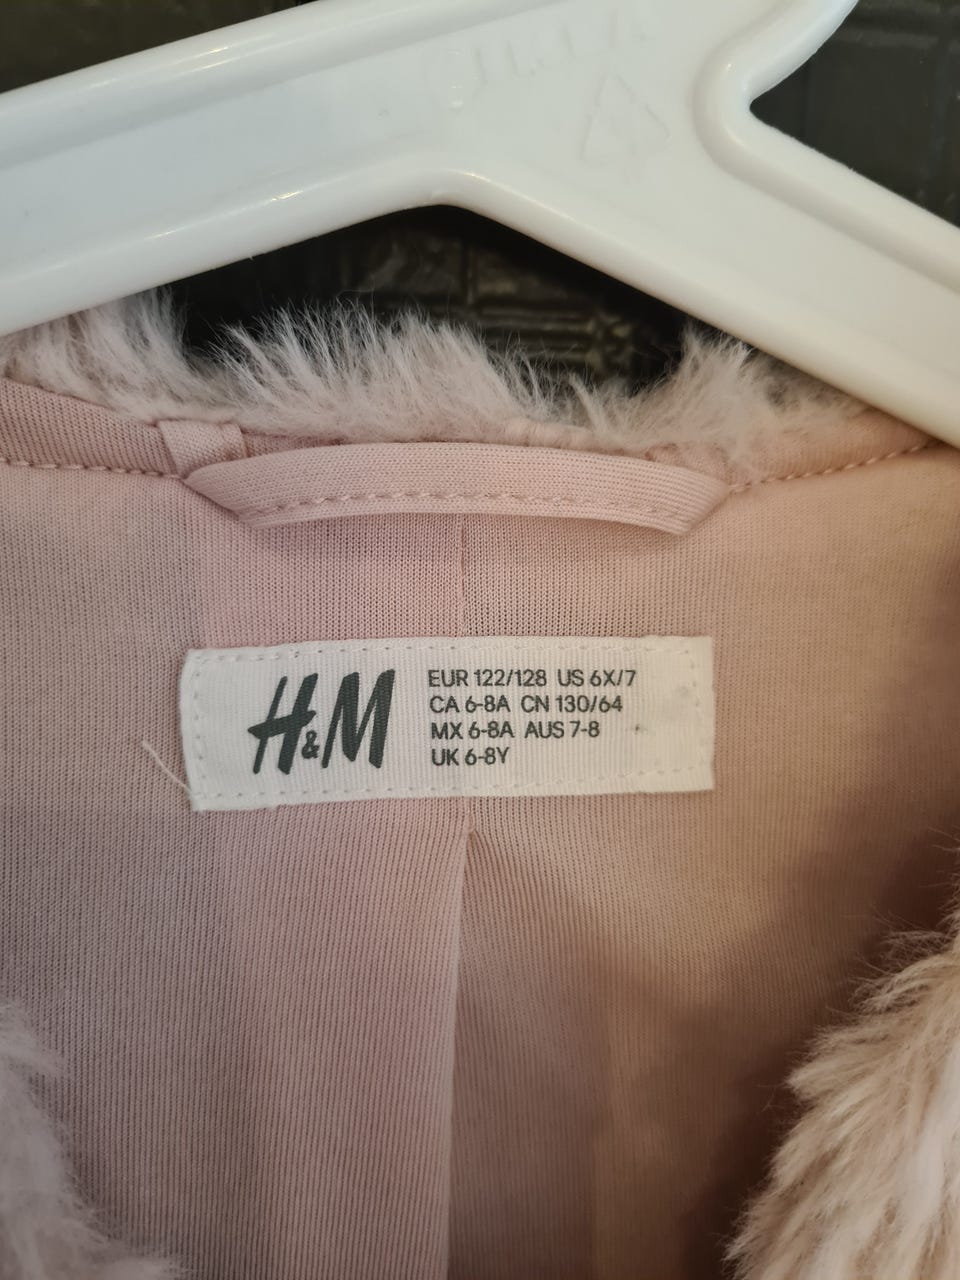 H&M
EUR 122/128 US 6X/7
CA 6-8A CN 130/64
MX 6-8A AUS 7-8
UK 6-8Y